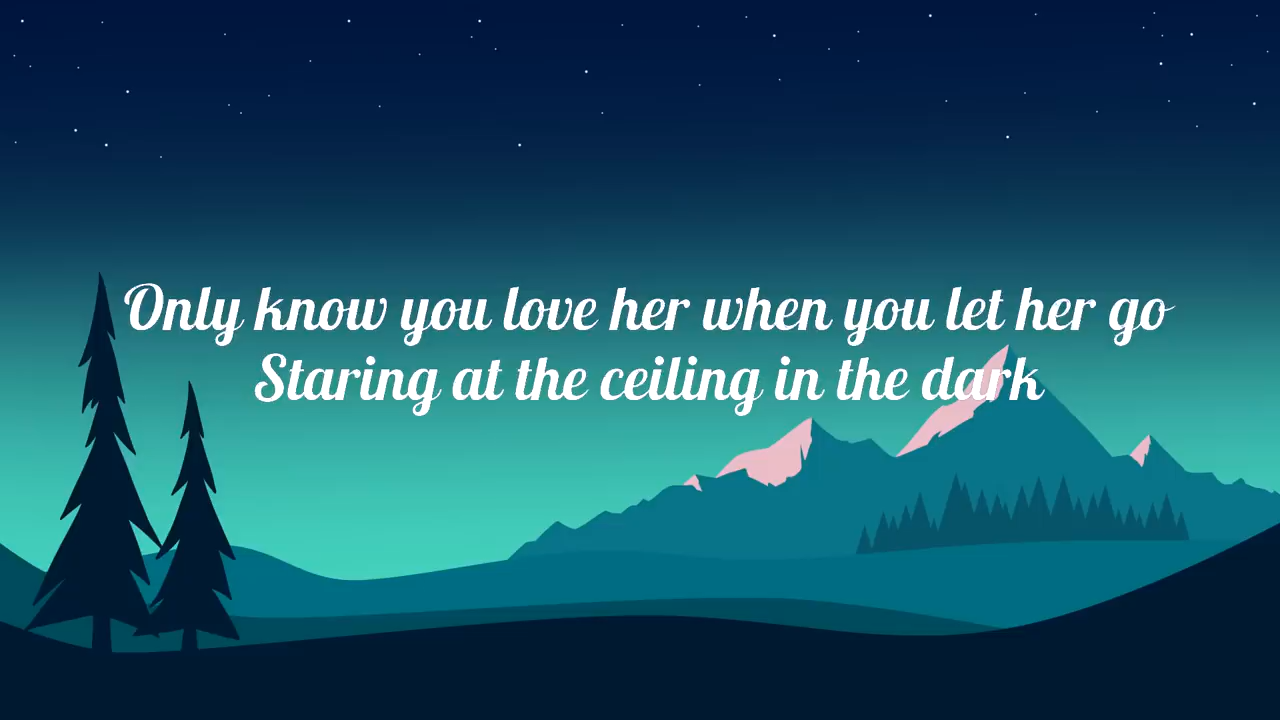 Only know you love her when you let her go
Staring at the ceiling in the dark